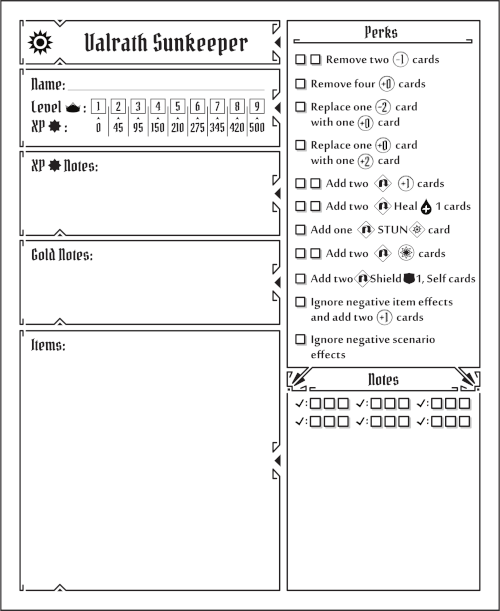 Valrath Sunkeeper
Name:
Level : 1 2 3 4 5 6 7 8 9
XP : 0 45 95 150 210 275 345 420 500
XP Notes:
Gold Notes:
Items:
Perks
Remove two -1 cards
Remove four +0 cards
Replace one -2 card
with one +0 card
Replace one +0 card
with one +2 card
Add two +1 cards
Add two Heal 1 cards
Add one STUN card
Add two cards
Add two Shield 1, Self cards
Ignore negative item effects
and add two +1 cards
Ignore negative scenario
effects
Notes
✓: ✓: ✓:
✓: ✓: ✓: